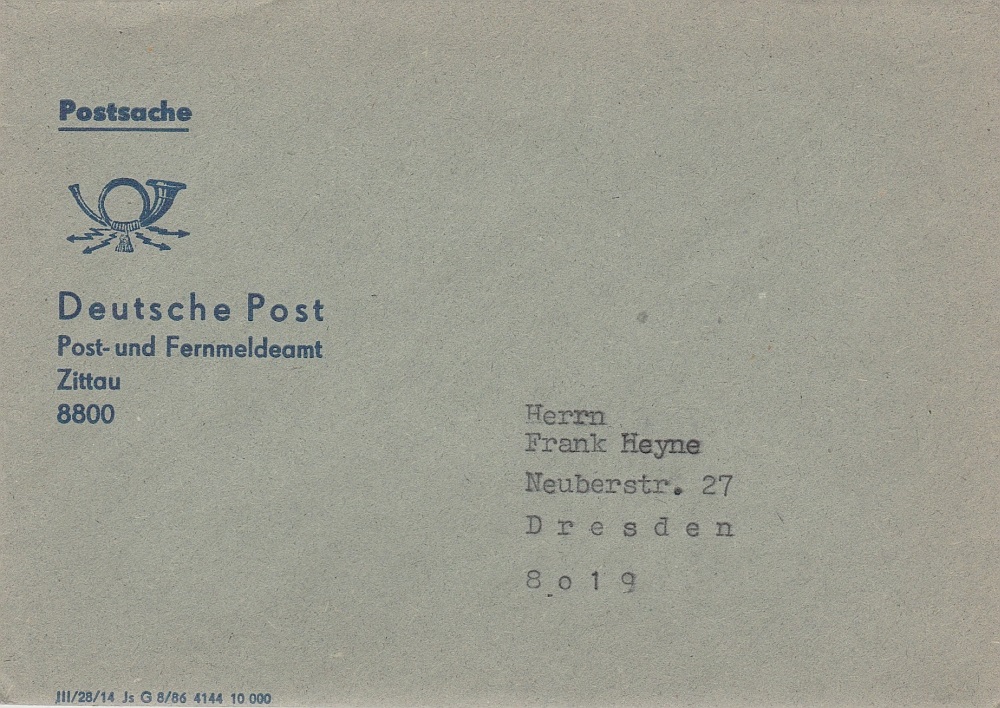 Postsache
Deutsche Post
Post- und Fernmeldeamt
Zittau
8800
Herrn
Frank Heyne
Neuberstr. 27
D r e s d e n
8 o 1 9
III/28/14 Js G 8/86 4144 10 000